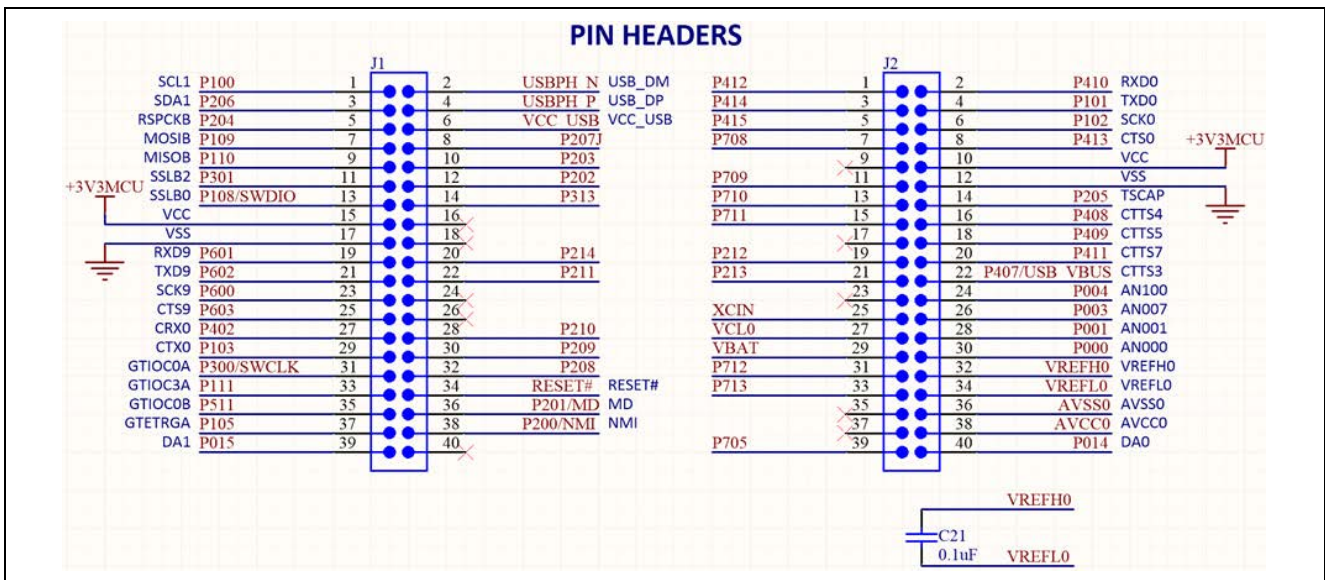 PIN HEADERS
J1 J2
SCL1 P100 1 2 USBPH_N USB_DM P412 1 2 P410 RXD0
SDA1 P206 3 4 USBPH_P USB_DP P414 3 4 P101 TXD0
RSPCKB P204 5 6 VCC_USB VCC_USB P415 5 6 P102 SCK0
MOSIB P109 7 8 P207J P708 7 8 P413 CTS0 +3V3MCU
MISOB P110 9 10 P203 9 10 VCC
SSLB2 P301 11 12 P202 P709 11 12 VSS
+3V3MCU SSLB0 P108/SWDIO 13 14 P313 P710 13 14 P205 TSCAP
VCC 15 16 P711 15 16 P408 CTTS4
VSS 17 18 17 18 P409 CTTS5
RXD9 P601 19 20 P214 P212 19 20 P411 CTTS7
TXD9 P602 21 22 P211 P213 21 22 P407/USB_VBUS CTTS3
SCK9 P600 23 24 23 24 P004 AN100
CTS9 P603 25 26 XCIN 25 26 P003 AN007
CRX0 P402 27 28 P210 VCL0 27 28 P001 AN001
CTX0 P103 29 30 P209 VBAT 29 30 P000 AN000
GTIOC0A P300/SWCLK 31 32 P208 P712 31 32 VREFH0 VREFH0
GTIOC3A P111 33 34 RESET# RESET# P713 33 34 VREFL0 VREFL0
GTIOC0B P511 35 36 P201/MD MD 35 36 AVSS0 AVSS0
GTETRGA P105 37 38 P200/NMI NMI 37 38 AVCC0 AVCC0
DA1 P015 39 40 P705 39 40 P014 DA0
VREFH0
C21
0.1uF VREFL0